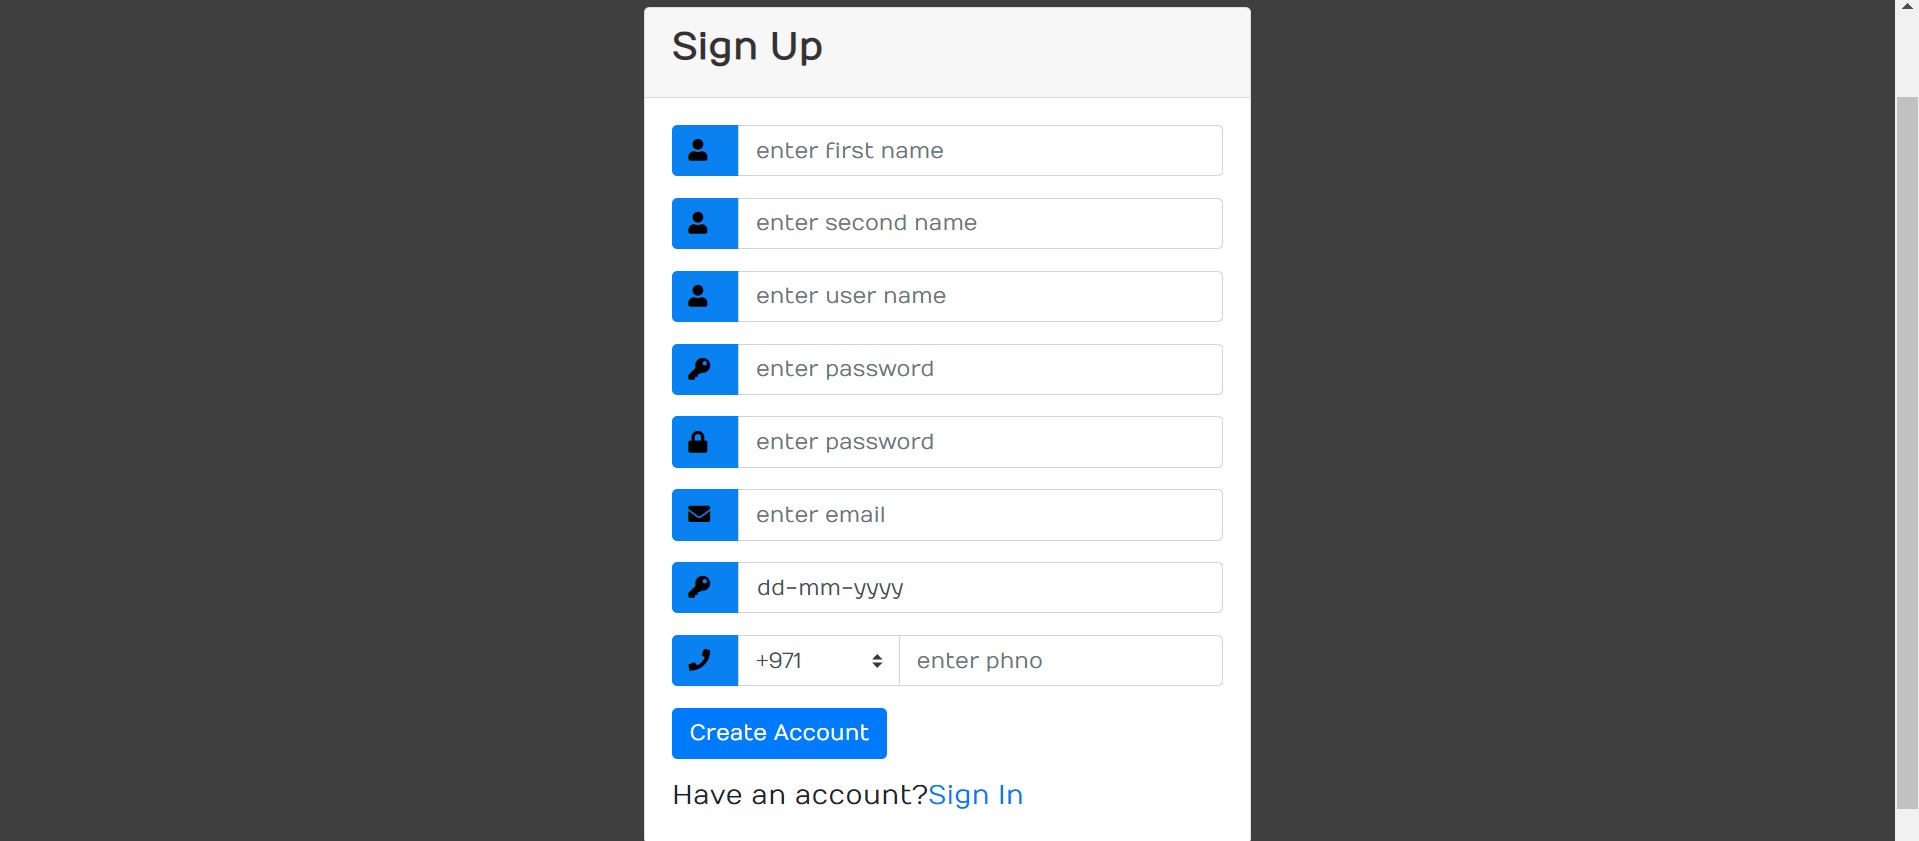 Sign Up
enter first name
enter second name
enter user name
enter password
enter password
enter email
dd-mm-yyyy
+971 enter phno
Create Account
Have an account?Sign In